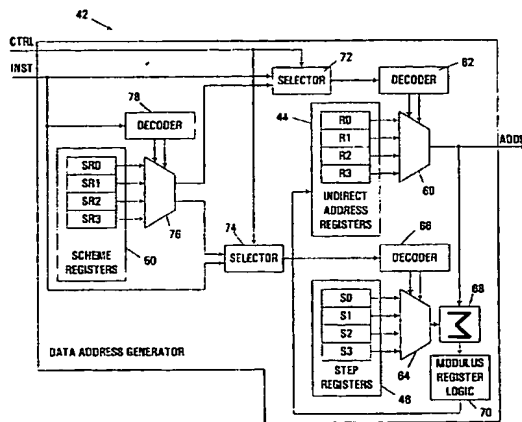 42
CTRL
INST
72
SELECTOR
62
DECODER
78
DECODER
44
R0
R1
R2
R3
INDIRECT
ADDRESS
REGISTERS
60
ADDR
SR0
SR1
SR2
SR3
SCHEME
REGISTERS
76
50
74
SELECTOR
66
DECODER
S0
S1
S2
S3
STEP
REGISTERS
64
46
68
Σ
MODULUS
REGISTER
LOGIC
70
DATA ADDRESS GENERATOR